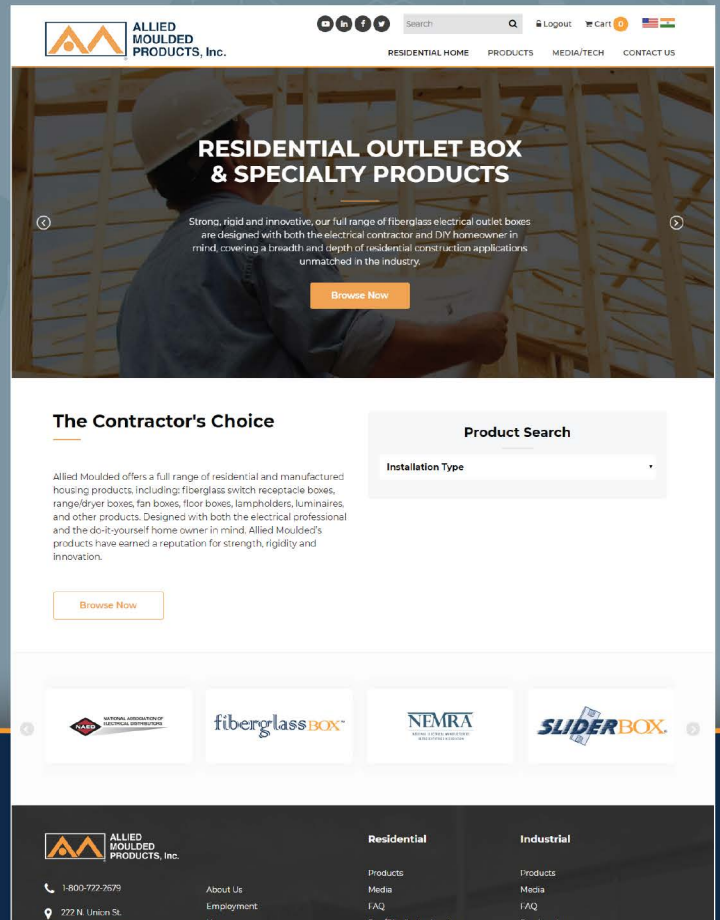 ALLIED
MOULDED
PRODUCTS, Inc.
Search
Logout
Cart 0
RESIDENTIAL HOME
PRODUCTS
MEDIA/TECH
CONTACT US
RESIDENTIAL OUTLET BOX
& SPECIALTY PRODUCTS
Strong, rigid and innovative, our full range of fiberglass electrical outlet boxes
are designed with both the electrical contractor and DIY homeowner in
mind, covering a breadth and depth of residential construction applications
unmatched in the industry.
Browse Now
The Contractor's Choice
Allied Moulded offers a full range of residential and manufactured
housing products, including: fiberglass switch receptacle boxes,
range/dryer boxes, fan boxes, floor boxes, lampholders, luminaires,
and other products. Designed with both the electrical professional
and the do-it-yourself home owner in mind. Allied Moulded's
products have earned a reputation for strength, rigidity and
innovation.
Browse Now
Product Search
Installation Type
NAED
NATIONAL ASSOCIATION OF
ELECTRICAL DISTRIBUTORS
fiberglassBOX™
NEMRA
SLIDERBOX.
ALLIED
MOULDED
PRODUCTS, Inc.
1-800-722-2679
222 N. Union St.
About Us
Employment
Residential
Products
Media
FAQ
Industrial
Products
Media
FAQ